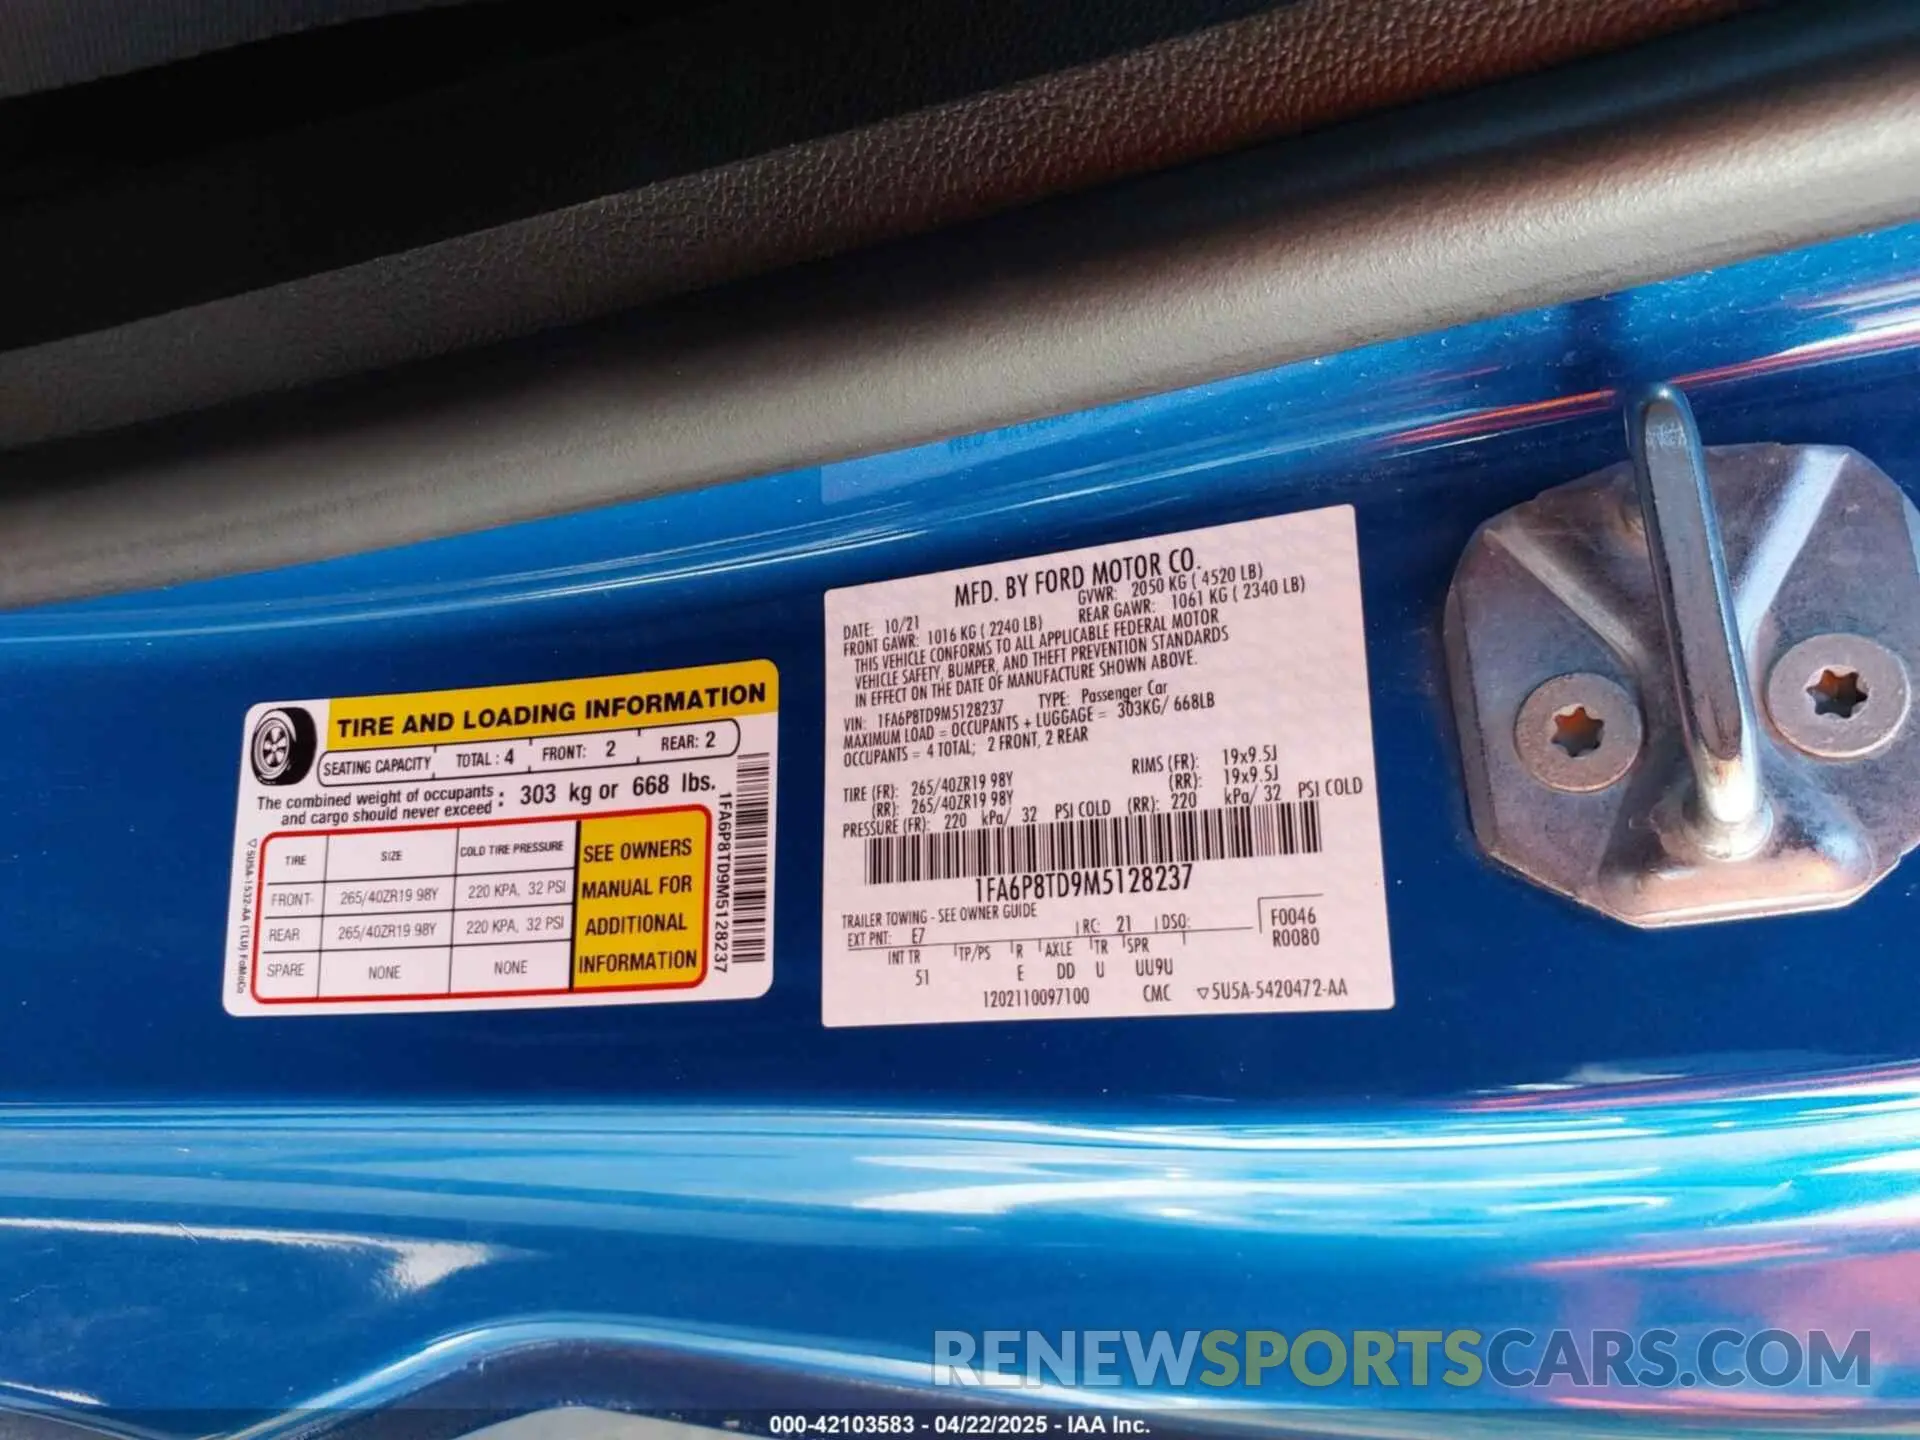 TIRE AND LOADING INFORMATION
SEATING CAPACITY TOTAL : 4 FRONT: 2 REAR: 2
The combined weight of occupants and cargo should never exceed : 303 kg or 668 lbs.
TIRE SIZE COLD TIRE PRESSURE
FRONT 265/40ZR19 98Y 220 KPA, 32 PSI
REAR 265/40ZR19 98Y 220 KPA, 32 PSI
SPARE NONE NONE
SEE OWNERS
MANUAL FOR
ADDITIONAL
INFORMATION
1FA6P8TD9M5128237
▽5U5A-1532-AA (TLU) FoMoCo
MFD. BY FORD MOTOR CO.
DATE: 10/21 GVWR: 2050 KG ( 4520 LB)
FRONT GAWR: 1016 KG ( 2240 LB) REAR GAWR: 1061 KG ( 2340 LB)
THIS VEHICLE CONFORMS TO ALL APPLICABLE FEDERAL MOTOR
VEHICLE SAFETY, BUMPER, AND THEFT PREVENTION STANDARDS
IN EFFECT ON THE DATE OF MANUFACTURE SHOWN ABOVE.
VIN: 1FA6P8TD9M5128237 TYPE: Passenger Car
MAXIMUM LOAD = OCCUPANTS + LUGGAGE = 303KG/ 668LB
OCCUPANTS = 4 TOTAL; 2 FRONT, 2 REAR
TIRE (FR): 265/40ZR19 98Y RIMS (FR): 19x9.5J
(RR): 265/40ZR19 98Y (RR): 19x9.5J
PRESSURE (FR): 220 kPa/ 32 PSI COLD (RR): 220 kPa/ 32 PSI COLD
1FA6P8TD9M5128237
TRAILER TOWING - SEE OWNER GUIDE
EXT PNT: E7 RC: 21 DSO: F0046
INT TR TP/PS R AXLE TR SPR R0080
51 E DD U UU9U
1202110097100 CMC ▽5U5A-5420472-AA
RENEWSPORTSCARS.COM
000-42103583 - 04/22/2025 - IAA Inc.